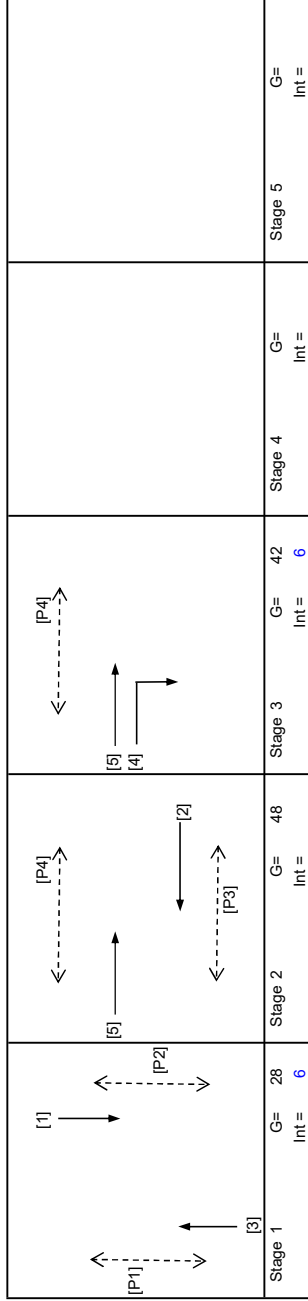 [P1]
[3]
[1]
[P2]
Stage 1
G= 28
Int = 6
[5]
[P4]
[2]
[P3]
Stage 2
G= 48
Int =
[P4]
[5]
[4]
Stage 3
G= 42
Int = 6
Stage 4
G=
Int =
Stage 5
G=
Int =